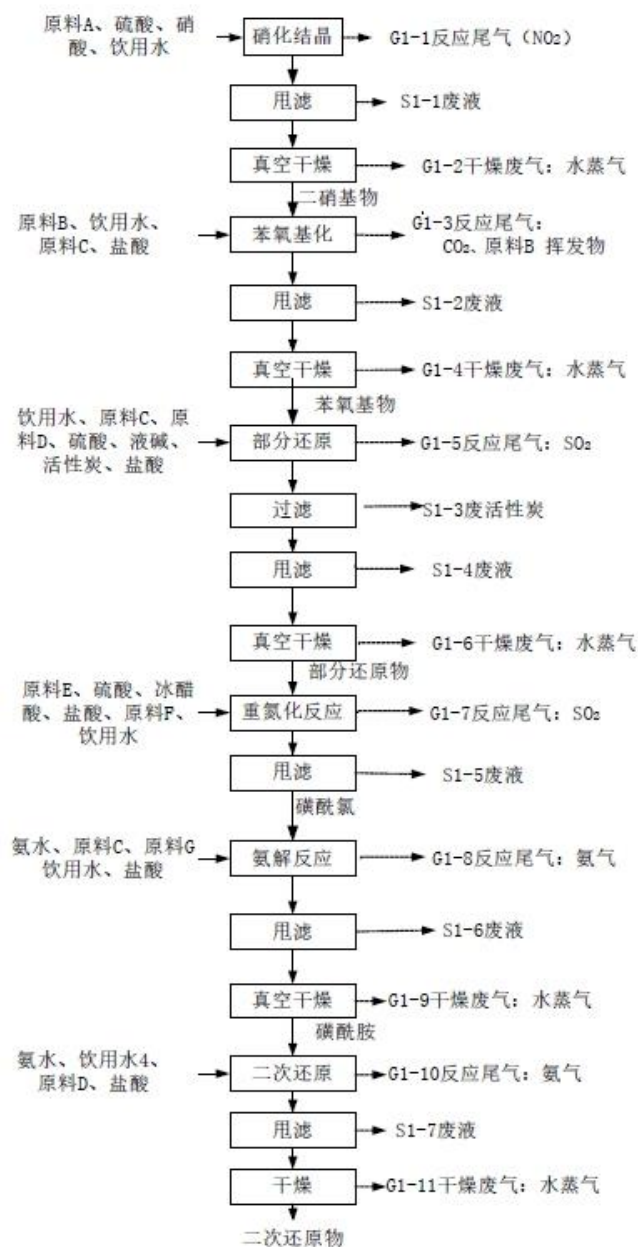 原料A、硫酸、硝
酸、饮用水
硝化结晶
G1-1反应尾气（NO₂）
甩滤
S1-1废液
真空干燥
G1-2干燥废气：水蒸气
二硝基物
原料B、饮用水、
原料C、盐酸
苯氧基化
G1-3反应尾气：
CO₂、原料B 挥发物
甩滤
S1-2废液
真空干燥
G1-4干燥废气：水蒸气
苯氧基物
饮用水、原料C、原
料D、硫酸、液碱、
活性炭、盐酸
部分还原
G1-5反应尾气：SO₂
过滤
S1-3废活性炭
甩滤
S1-4废液
真空干燥
G1-6干燥废气：水蒸气
部分还原物
原料E、硫酸、冰醋
酸、盐酸、原料F、
饮用水
重氮化反应
G1-7反应尾气：SO₂
甩滤
S1-5废液
磺酰氯
氨水、原料C、原料G
饮用水、盐酸
氨解反应
G1-8反应尾气：氨气
甩滤
S1-6废液
真空干燥
G1-9干燥废气：水蒸气
磺酰胺
氨水、饮用水4、
原料D、盐酸
二次还原
G1-10反应尾气：氨气
甩滤
S1-7废液
干燥
G1-11干燥废气：水蒸气
二次还原物